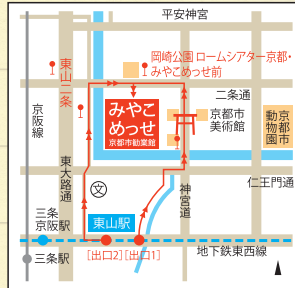 平安神宮
岡崎公園 ロームシアター京都・
みやこめっせ前
東山二条
二条通
みやこ
めっせ
京都市勧業館
京都市
美術館
京都市
動物園
京阪線
東大路通
文
神宮道
仁王門通
三条
京阪駅
東山駅
[出口2]
[出口1]
地下鉄東西線
三条駅